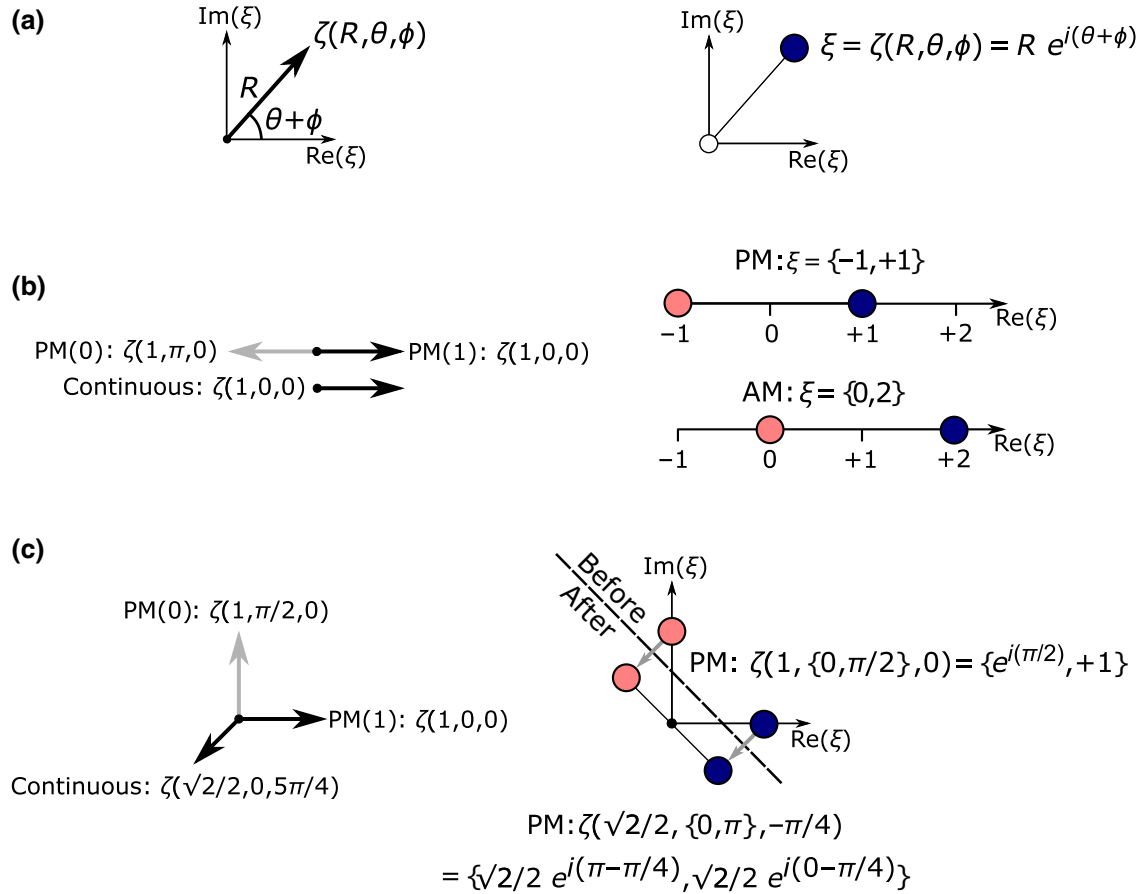 (a)
Im(ξ)
ζ(R,θ,ϕ)
R
θ+ϕ
Re(ξ)
Im(ξ)
ξ = ζ(R,θ,ϕ) = R e^{i(θ+ϕ)}
Re(ξ)
(b)
PM(0): ζ(1,π,0)
PM(1): ζ(1,0,0)
Continuous: ζ(1,0,0)
PM: ξ = {−1,+1}
−1 0 +1 +2 Re(ξ)
AM: ξ = {0,2}
−1 0 +1 +2 Re(ξ)
(c)
PM(0): ζ(1,π/2,0)
PM(1): ζ(1,0,0)
Continuous: ζ(√2/2,0,5π/4)
Before
After
Im(ξ)
PM: ζ(1, {0,π/2},0) = {e^{i(π/2)},+1}
Re(ξ)
PM: ζ(√2/2, {0,π},−π/4)
= {√2/2 e^{i(π−π/4)},√2/2 e^{i(0−π/4)}}